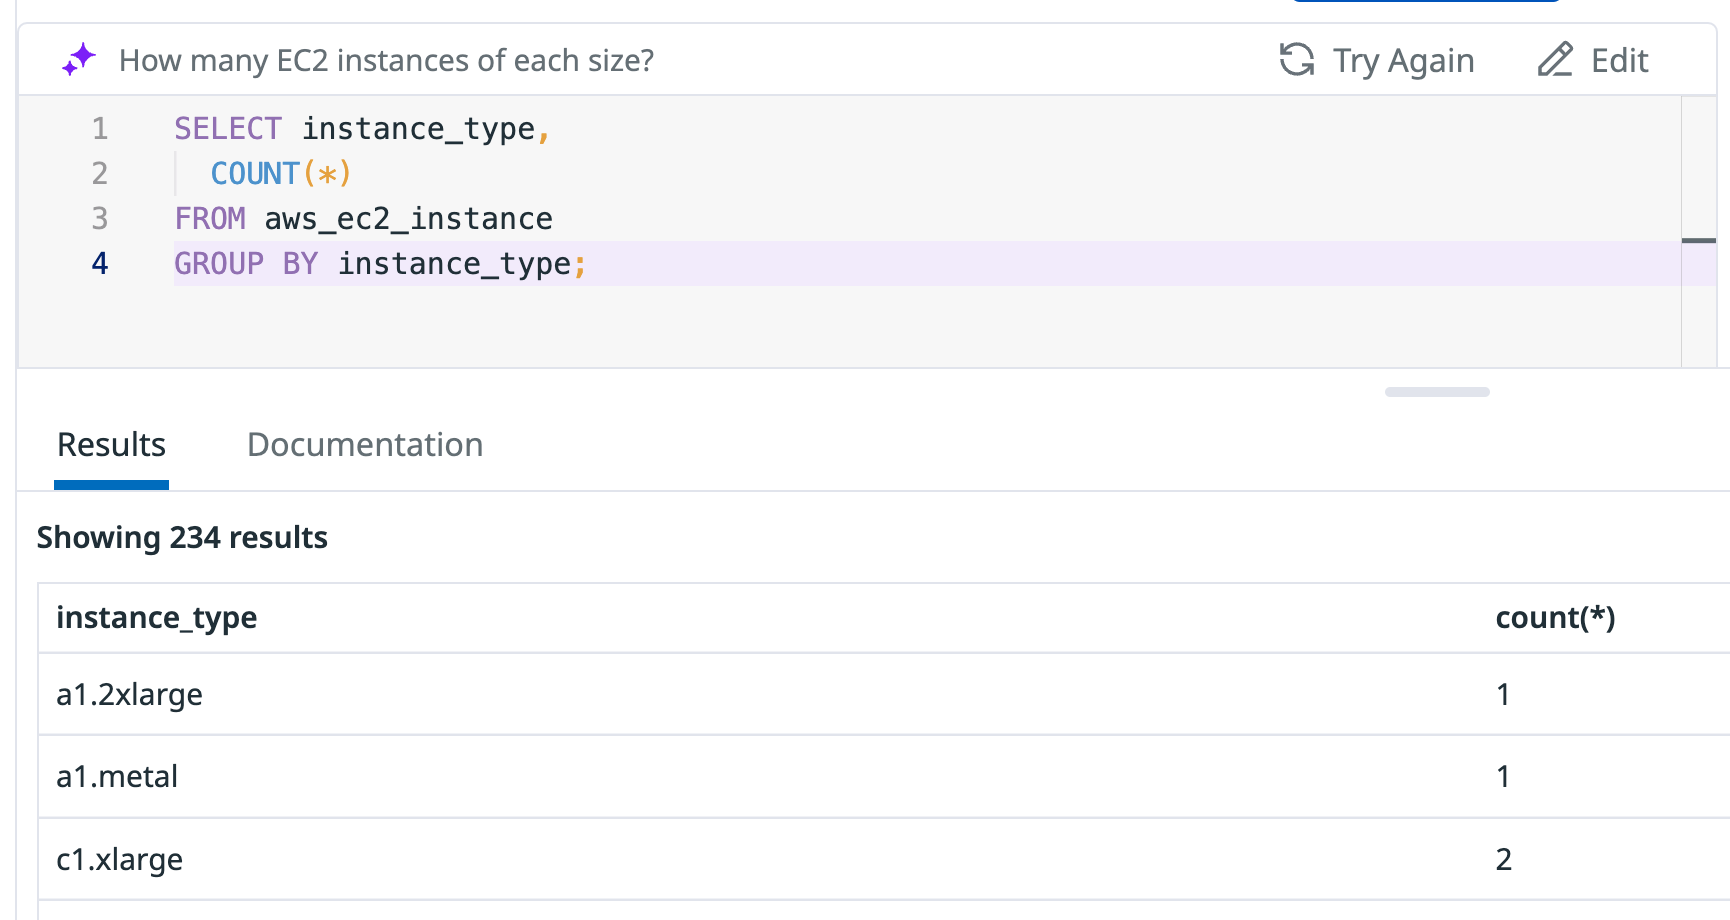 How many EC2 instances of each size?
Try Again
Edit
1 SELECT instance_type,
2 COUNT(*)
3 FROM aws_ec2_instance
4 GROUP BY instance_type;
Results
Documentation
Showing 234 results
instance_type count(*)
a1.2xlarge 1
a1.metal 1
c1.xlarge 2